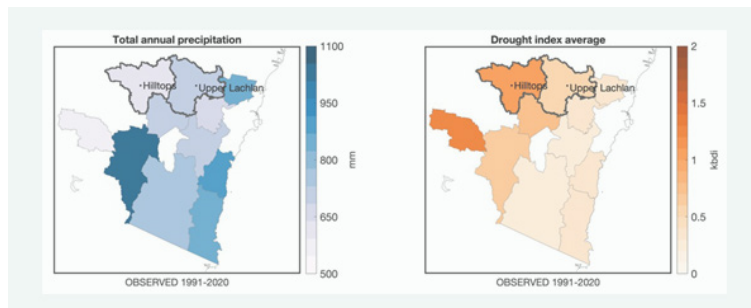 Total annual precipitation
Hilltops
Upper Lachlan
1100
950
800
650
500
mm
OBSERVED 1991-2020
Drought index average
Hilltops
Upper Lachlan
2
1.5
1
0.5
0
kbdi
OBSERVED 1991-2020